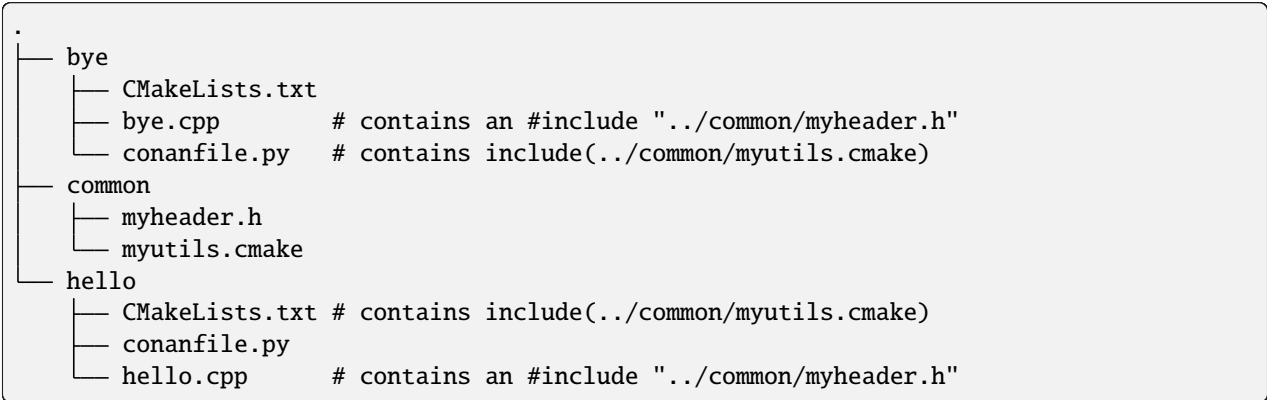 .
├── bye
│   ├── CMakeLists.txt
│   ├── bye.cpp        # contains an #include "../common/myheader.h"
│   └── conanfile.py   # contains include(../common/myutils.cmake)
├── common
│   ├── myheader.h
│   └── myutils.cmake
└── hello
    ├── CMakeLists.txt # contains include(../common/myutils.cmake)
    ├── conanfile.py
    └── hello.cpp      # contains an #include "../common/myheader.h"